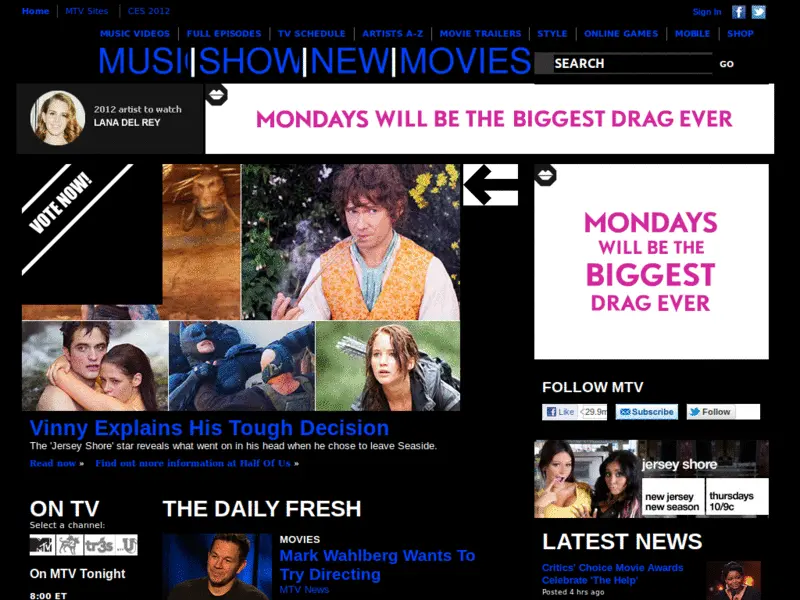 Home MTV Sites CES 2012 Sign In
MUSIC VIDEOS FULL EPISODES TV SCHEDULE ARTISTS A-Z MOVIE TRAILERS STYLE ONLINE GAMES MOBILE SHOP
MUSIC|SHOW|NEW|MOVIES
SEARCH GO
2012 artist to watch
LANA DEL REY
MONDAYS WILL BE THE BIGGEST DRAG EVER
VOTE NOW!
MONDAYS
WILL BE THE
BIGGEST
DRAG EVER
Vinny Explains His Tough Decision
The 'Jersey Shore' star reveals what went on in his head when he chose to leave Seaside.
Read now » Find out more information at Half Of Us »
FOLLOW MTV
Like 29.9m Subscribe Follow
jersey shore
new jersey
new season
thursdays
10/9c
ON TV
Select a channel:
MTV tr3s U
On MTV Tonight
8:00 ET
THE DAILY FRESH
MOVIES
Mark Wahlberg Wants To
Try Directing
MTV News
LATEST NEWS
Critics' Choice Movie Awards
Celebrate 'The Help'
Posted 4 hrs ago